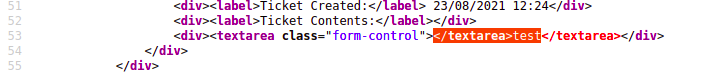 51 <div><label>Ticket Created:</label> 23/08/2021 12:24</div>
52 <div><label>Ticket Contents:</label></div>
53 <div><textarea class="form-control"></textarea>test</textarea></div>
54 </div>
55 </div>